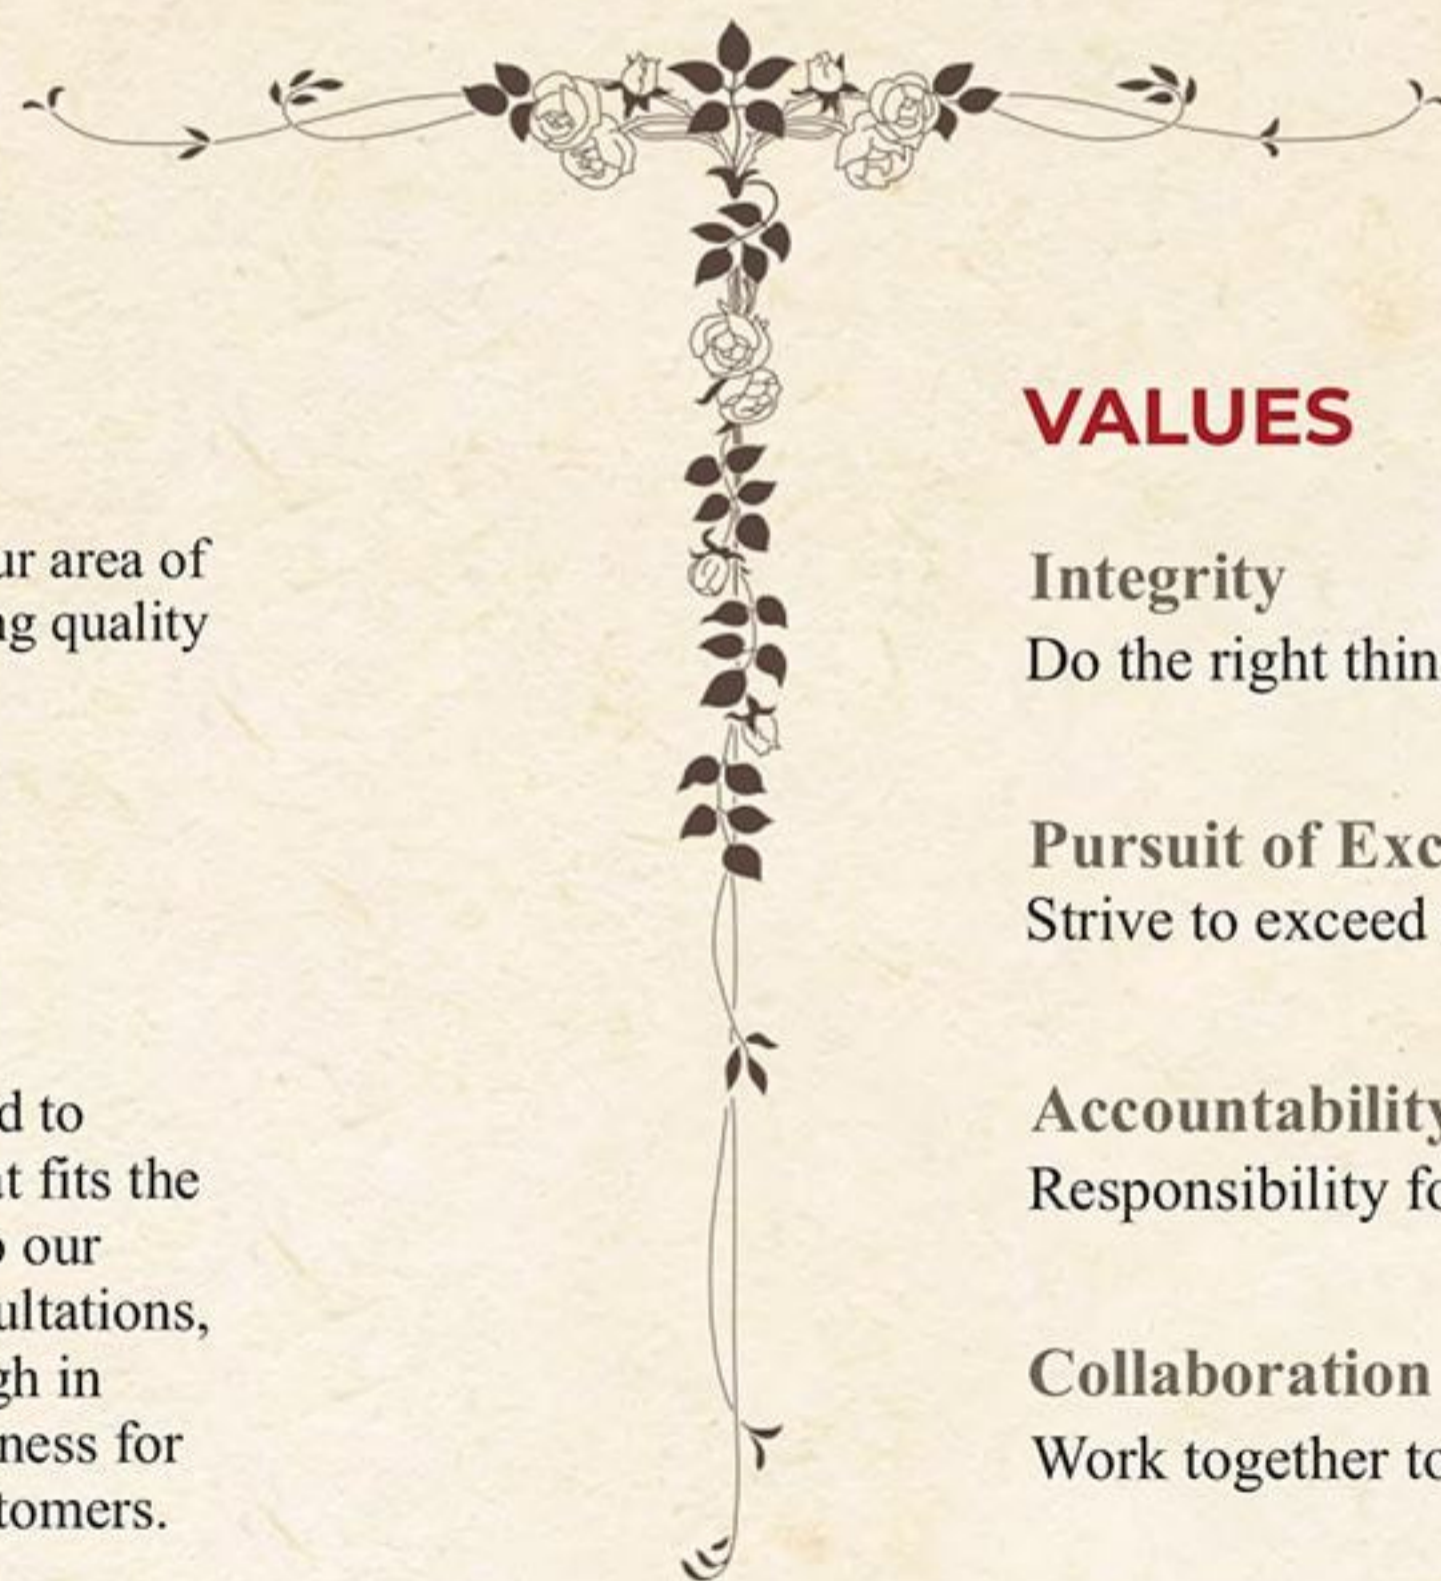 ur area of
ng quality
d to
at fits the
o our
ultations,
gh in
ness for
tomers.
VALUES
Integrity
Do the right thin
Pursuit of Exc
Strive to exceed
Accountability
Responsibility fo
Collaboration
Work together to